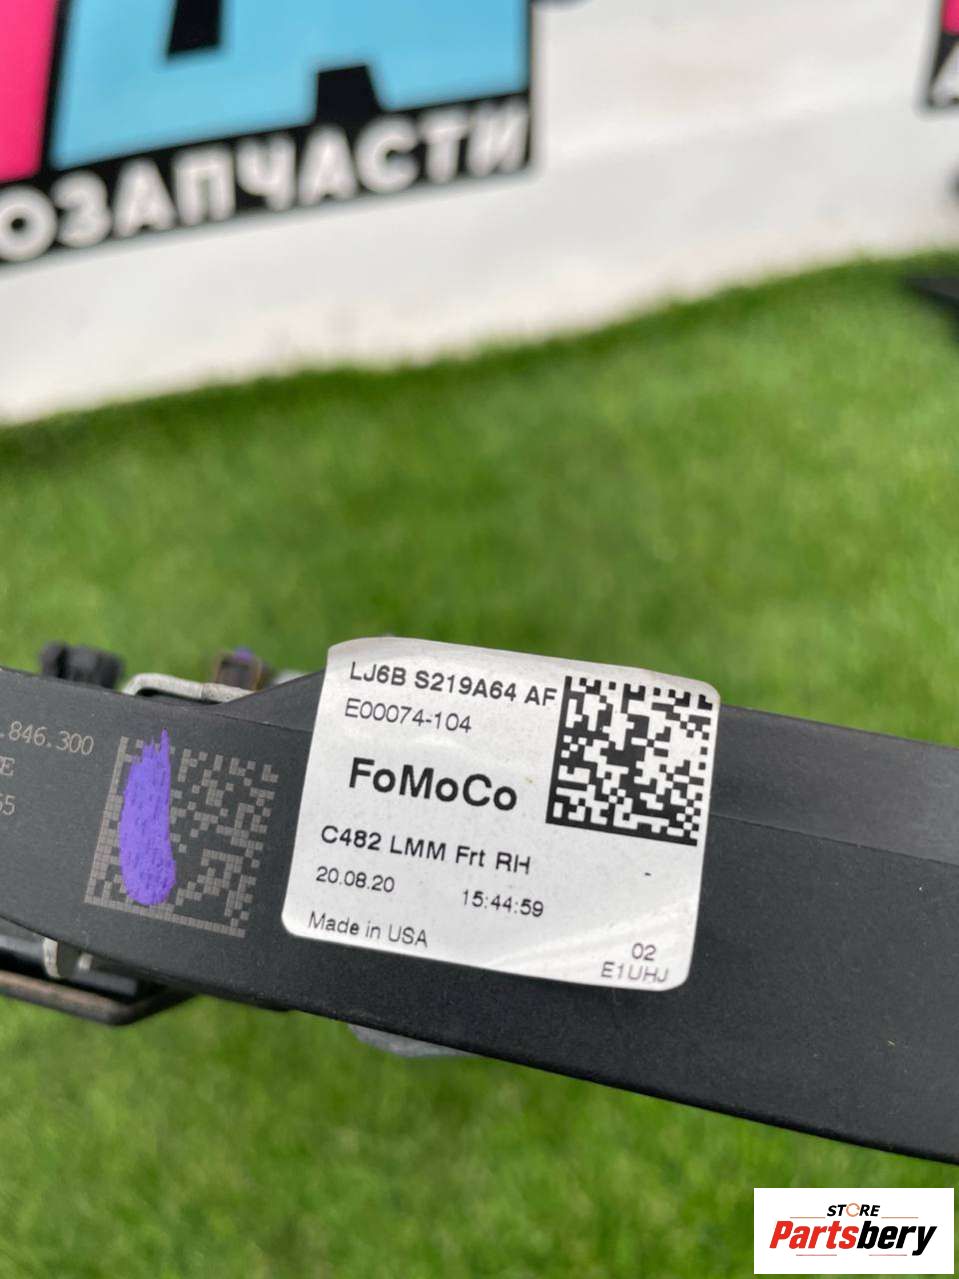 ОЗАПЧАСТИ
LJ6B S219A64 AF
E00074-104
FoMoCo
C482 LMM Frt RH
20.08.20 15:44:59
Made in USA
02
E1UHJ
.846.300
STORE
Partsbery